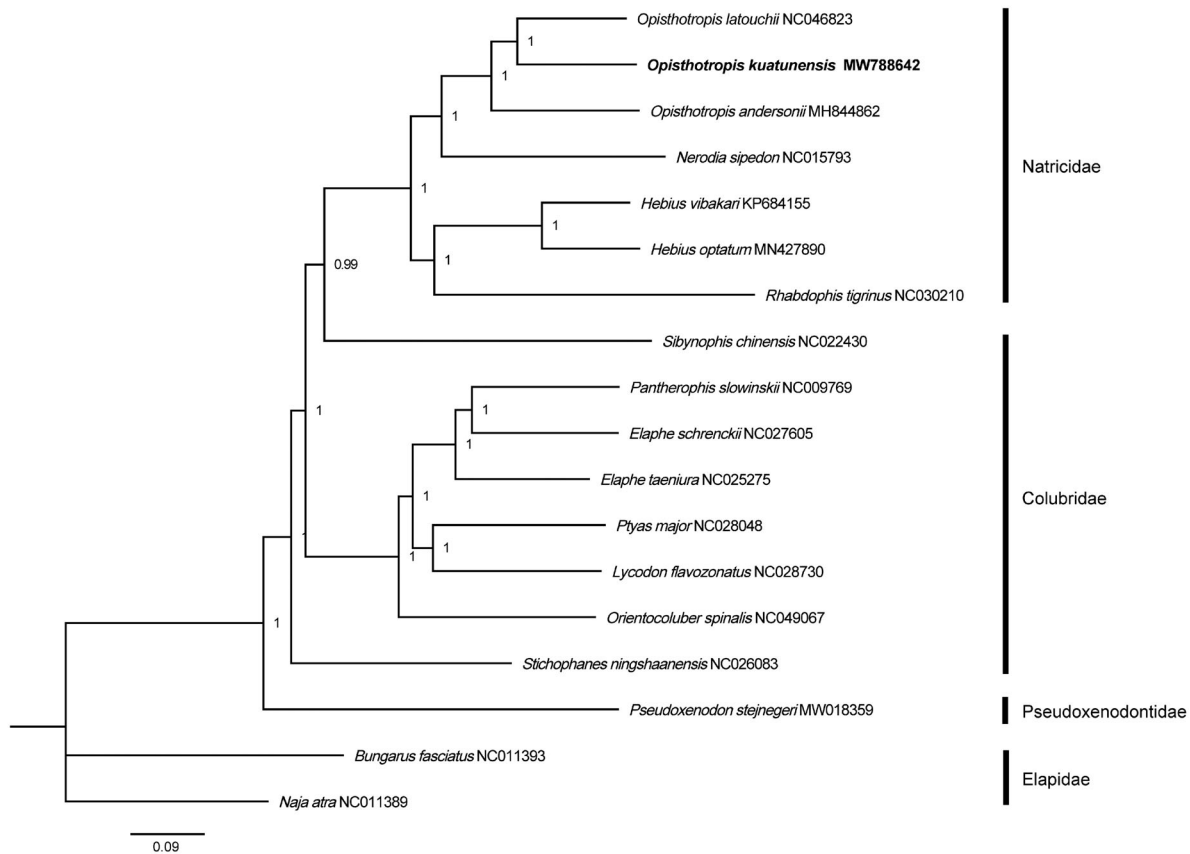 Opisthotropis latouchii NC046823
1
Opisthotropis kuatunensis MW788642
1
Opisthotropis andersonii MH844862
1
Nerodia sipedon NC015793
Natricidae
1
Hebius vibakari KP684155
1
Hebius optatum MN427890
1
0.99
Rhabdophis tigrinus NC030210
Sibynophis chinensis NC022430
Pantherophis slowinskii NC009769
1
1
Elaphe schrenckii NC027605
1
Elaphe taeniura NC025275
1
Colubridae
Ptyas major NC028048
1
1
Lycodon flavozonatus NC028730
Orientocoluber spinalis NC049067
1
Stichophanes ningshaanensis NC026083
Pseudoxenodon stejnegeri MW018359
Pseudoxenodontidae
Bungarus fasciatus NC011393
Elapidae
Naja atra NC011389
0.09